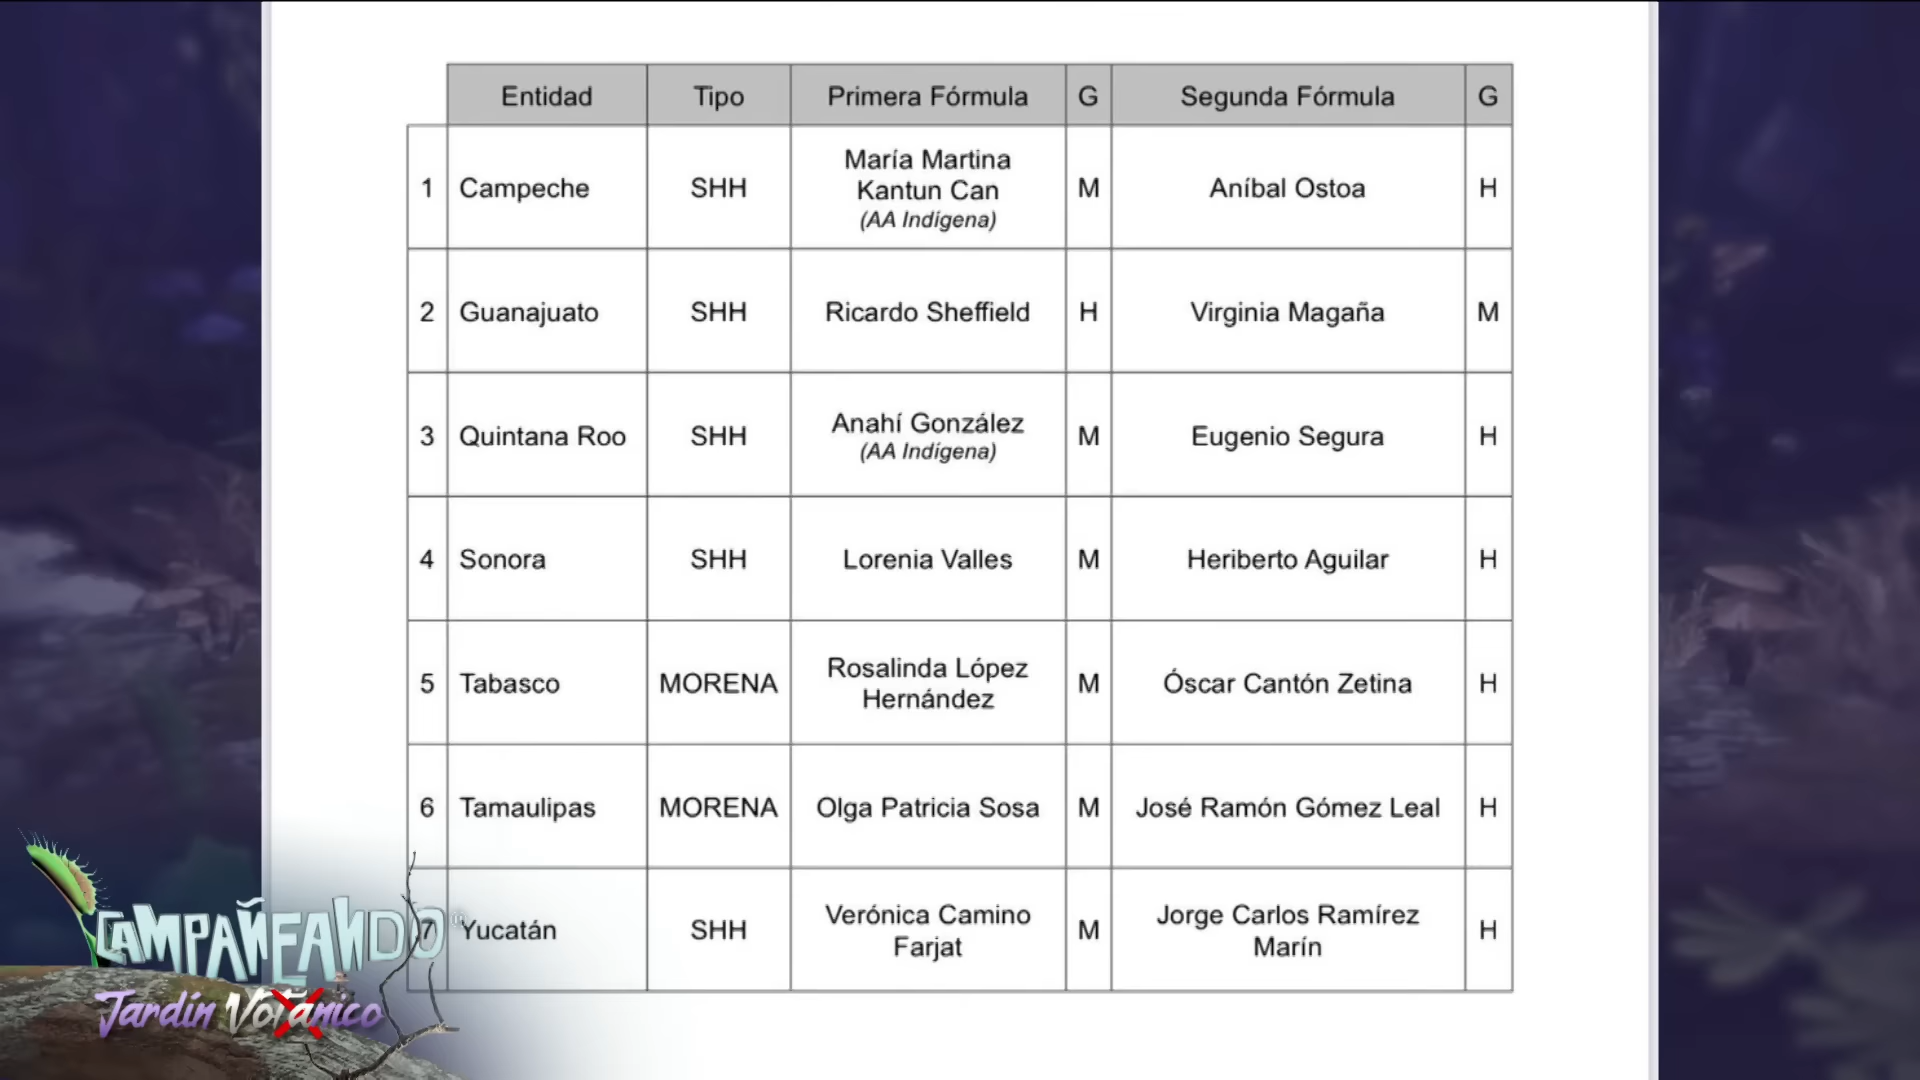 Entidad Tipo Primera Fórmula G Segunda Fórmula G
1 Campeche SHH María Martina Kantun Can (AA Indígena) M Aníbal Ostoa H
2 Guanajuato SHH Ricardo Sheffield H Virginia Magaña M
3 Quintana Roo SHH Anahí González (AA Indígena) M Eugenio Segura H
4 Sonora SHH Lorenia Valles M Heriberto Aguilar H
5 Tabasco MORENA Rosalinda López Hernández M Óscar Cantón Zetina H
6 Tamaulipas MORENA Olga Patricia Sosa M José Ramón Gómez Leal H
7 Yucatán SHH Verónica Camino Farjat M Jorge Carlos Ramírez Marín H
CAMPAÑEANDO
Jardín Votánico